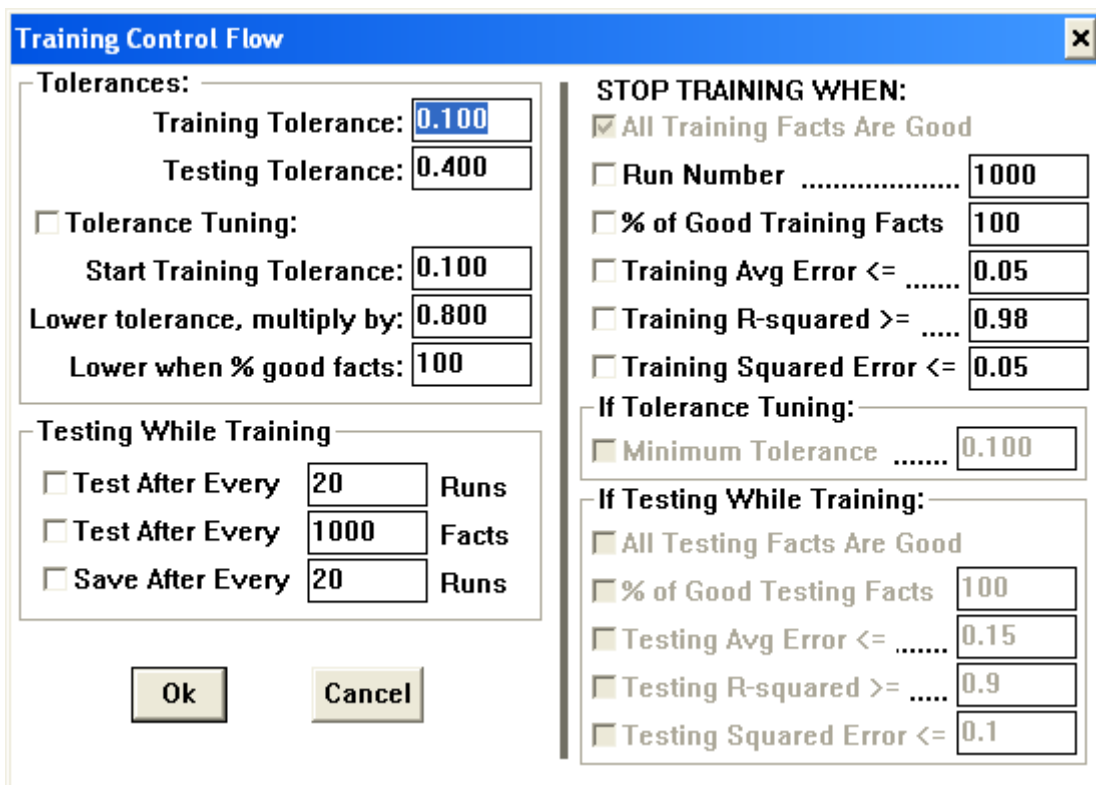 Training Control Flow
Tolerances:
Training Tolerance: 0.100
Testing Tolerance: 0.400
Tolerance Tuning:
Start Training Tolerance: 0.100
Lower tolerance, multiply by: 0.800
Lower when % good facts: 100
Testing While Training
Test After Every 20 Runs
Test After Every 1000 Facts
Save After Every 20 Runs
Ok
Cancel
STOP TRAINING WHEN:
All Training Facts Are Good
Run Number .................... 1000
% of Good Training Facts 100
Training Avg Error <= ....... 0.05
Training R-squared >= ..... 0.98
Training Squared Error <= 0.05
If Tolerance Tuning:
Minimum Tolerance ....... 0.100
If Testing While Training:
All Testing Facts Are Good
% of Good Testing Facts 100
Testing Avg Error <= ....... 0.15
Testing R-squared >= ..... 0.9
Testing Squared Error <= 0.1